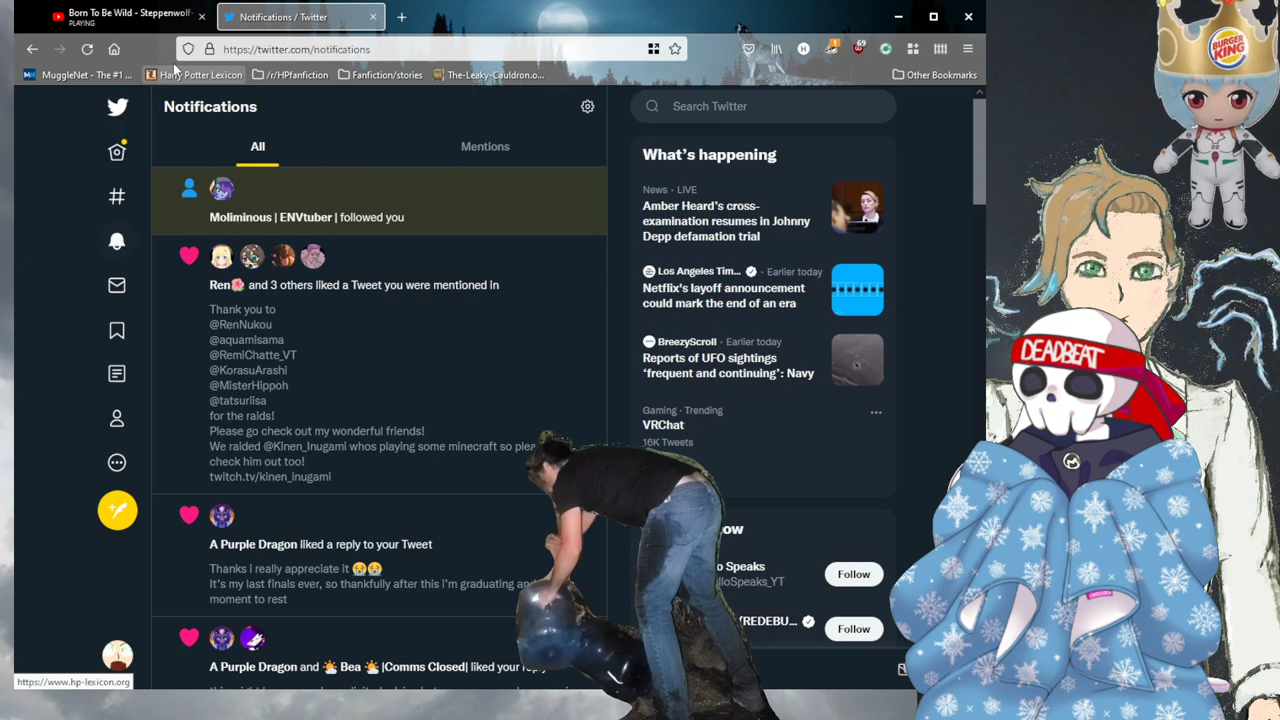 Born To Be Wild - Steppenwolf -
PLAYING
Notifications / Twitter
https://twitter.com/notifications
1
69
MuggleNet - The #1 ...
Harry Potter Lexicon
/r/HPfanfiction
Fanfiction/stories
The-Leaky-Cauldron.o...
Other Bookmarks
Notifications
All
Mentions
Moliminous | ENVtuber | followed you
Ren🌺 and 3 others liked a Tweet you were mentioned in
Thank you to
@RenNukou
@aquamisama
@RemiChatte_VT
@KorasuArashi
@MisterHippoh
@tatsuriisa
for the raids!
Please go check out my wonderful friends!
We raided @Kinen_Inugami whos playing some minecraft so plea
check him out too!
twitch.tv/kinen_inugami
A Purple Dragon liked a reply to your Tweet
Thanks i really appreciate it 😭😭
It's my last finals ever, so thankfully after this I'm graduating an
moment to rest
A Purple Dragon and ☀️ Bea ☀️ |Comms Closed| liked your reply
https://www.hp-lexicon.org
Search Twitter
What's happening
News · LIVE
Amber Heard's cross-
examination resumes in Johnny
Depp defamation trial
Los Angeles Tim... · Earlier today
Netflix's layoff announcement
could mark the end of an era
BreezyScroll · Earlier today
Reports of UFO sightings
'frequent and continuing': Navy
Gaming · Trending
VRChat
16K Tweets
ow
o Speaks
lloSpeaks_YT
Follow
(REDEBU...
Follow
BURGER
KING
DEADBEAT